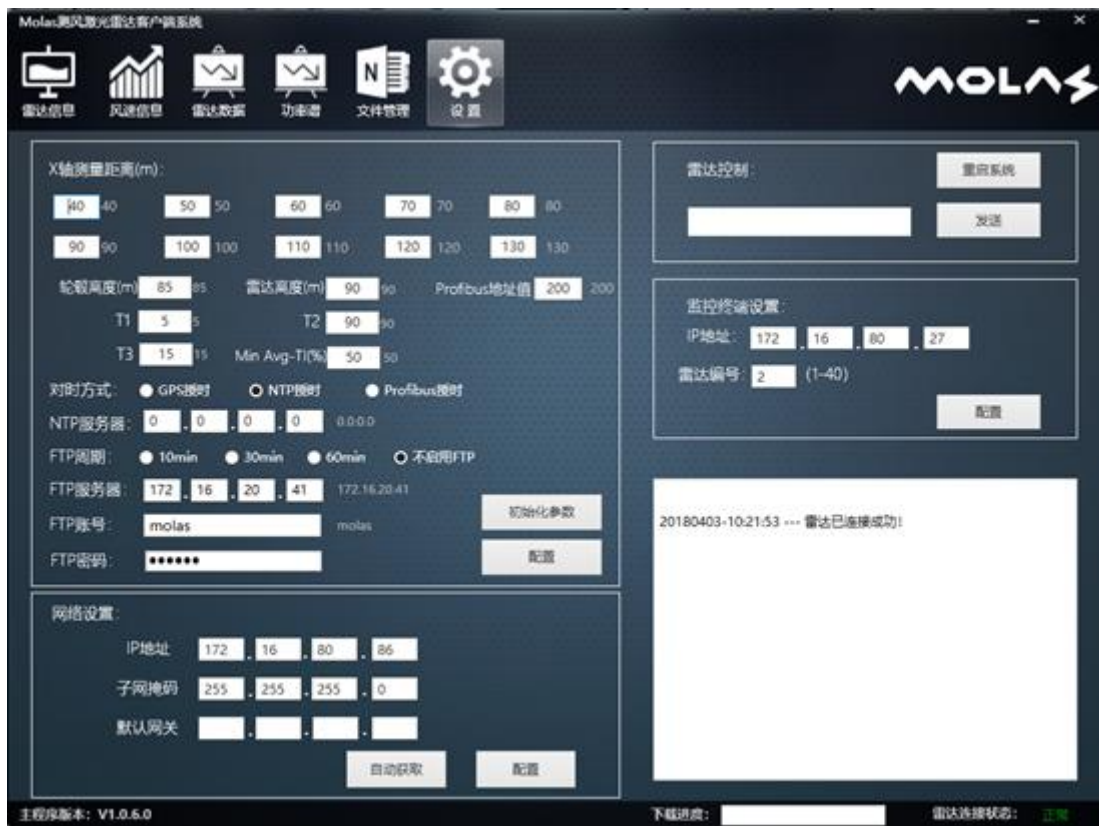 Molas测风激光雷达客户端系统
雷达信息 风速信息 雷达数据 功率谱 文件管理 设置
MOLAS
X轴测量距离(m):
40 40 50 50 60 60 70 70 80 80
90 90 100 100 110 110 120 120 130 130
轮毂高度(m) 85 85 雷达高度(m) 90 90 Profibus地址值 200 200
T1 5 5 T2 90 90
T3 15 15 Min Avg-TI(%) 50 50
对时方式: GPS授时 NTP授时 Profibus授时
NTP服务器: 0 . 0 . 0 . 0 0.0.0.0
FTP周期: 10min 30min 60min 不启用FTP
FTP服务器: 172 . 16 . 20 . 41 172.16.20.41
FTP账号: molas molas
初始化参数
FTP密码: ●●●●●●
配置
网络设置:
IP地址 172 . 16 . 80 . 86
子网掩码 255 . 255 . 255 . 0
默认网关 . . .
自动获取 配置
雷达控制: 重启系统
发送
监控终端设置:
IP地址: 172 . 16 . 80 . 27
雷达编号: 2 (1-40)
配置
20180403-10:21:53 --- 雷达已连接成功!
主程序版本: V1.0.6.0 下载进度: 雷达连接状态: 正常